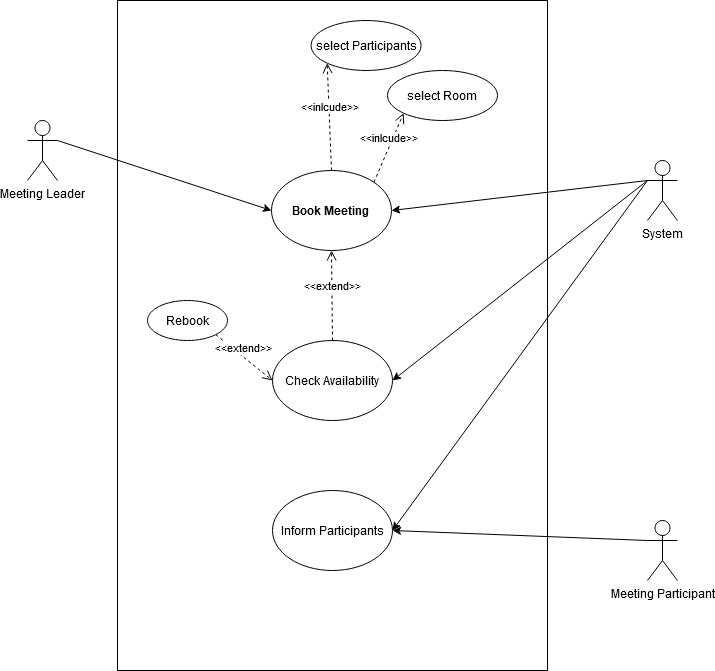 select Participants
<<inlcude>>
select Room
<<inlcude>>
Meeting Leader
Book Meeting
System
<<extend>>
Rebook
<<extend>>
Check Availability
Inform Participants
Meeting Participant